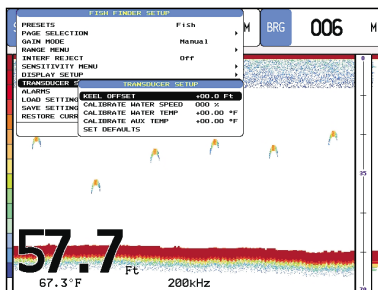 FISH FINDER SETUP
PRESETS Fish
PAGE SELECTION
GAIN MODE Manual
RANGE MENU
INTERF REJECT Off
SENSITIVITY MENU
DISPLAY SETUP
TRANSDUCER S
ALARMS
LOAD SETTING
SAVE SETTING
RESTORE CURR
TRANSDUCER SETUP
KEEL OFFSET +00.0 Ft
CALIBRATE WATER SPEED 000 %
CALIBRATE WATER TEMP +00.00 °F
CALIBRATE AUX TEMP +00.00 °F
SET DEFAULTS
M BRG 006 M
0
35
70
57.7 Ft
67.3°F 200kHz